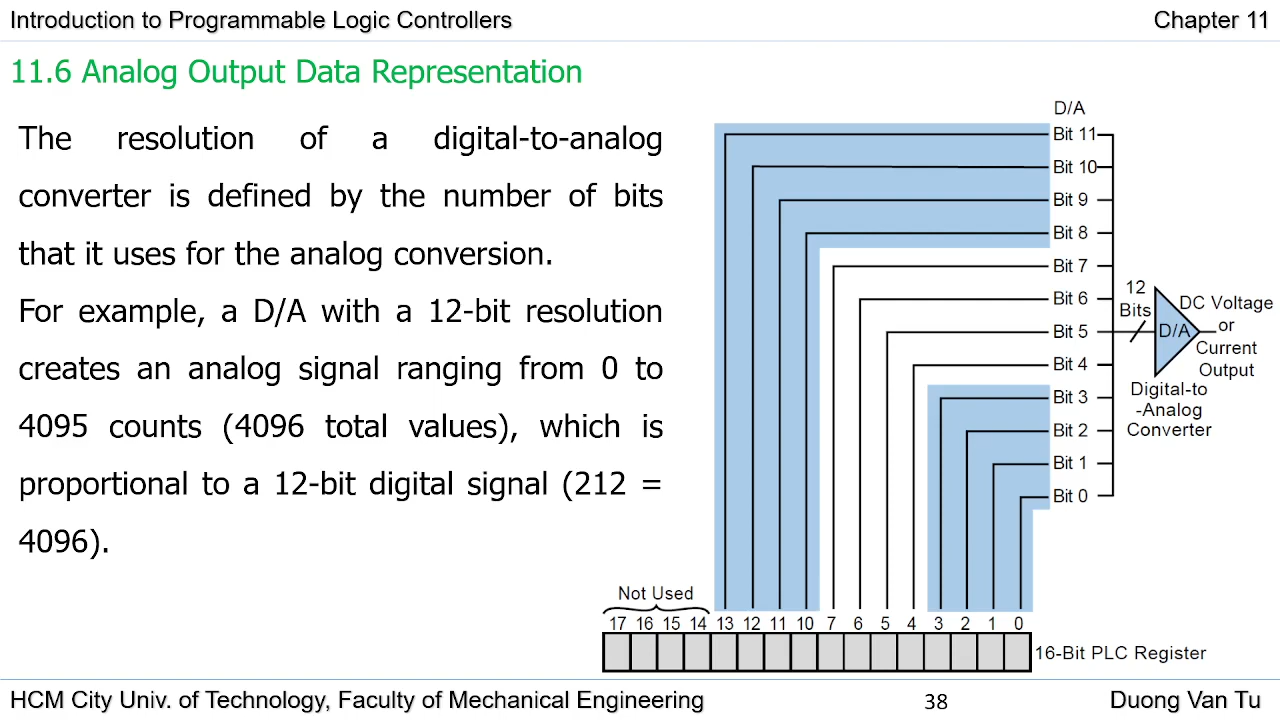 Introduction to Programmable Logic Controllers
Chapter 11
11.6 Analog Output Data Representation
The resolution of a digital-to-analog
converter is defined by the number of bits
that it uses for the analog conversion.
For example, a D/A with a 12-bit resolution
creates an analog signal ranging from 0 to
4095 counts (4096 total values), which is
proportional to a 12-bit digital signal (212 =
4096).
D/A
Bit 11
Bit 10
Bit 9
Bit 8
Bit 7
Bit 6
Bit 5
Bit 4
Bit 3
Bit 2
Bit 1
Bit 0
12
Bits
D/A
DC Voltage
or
Current
Output
Digital-to
-Analog
Converter
Not Used
17 16 15 14 13 12 11 10 7 6 5 4 3 2 1 0
16-Bit PLC Register
HCM City Univ. of Technology, Faculty of Mechanical Engineering
38
Duong Van Tu